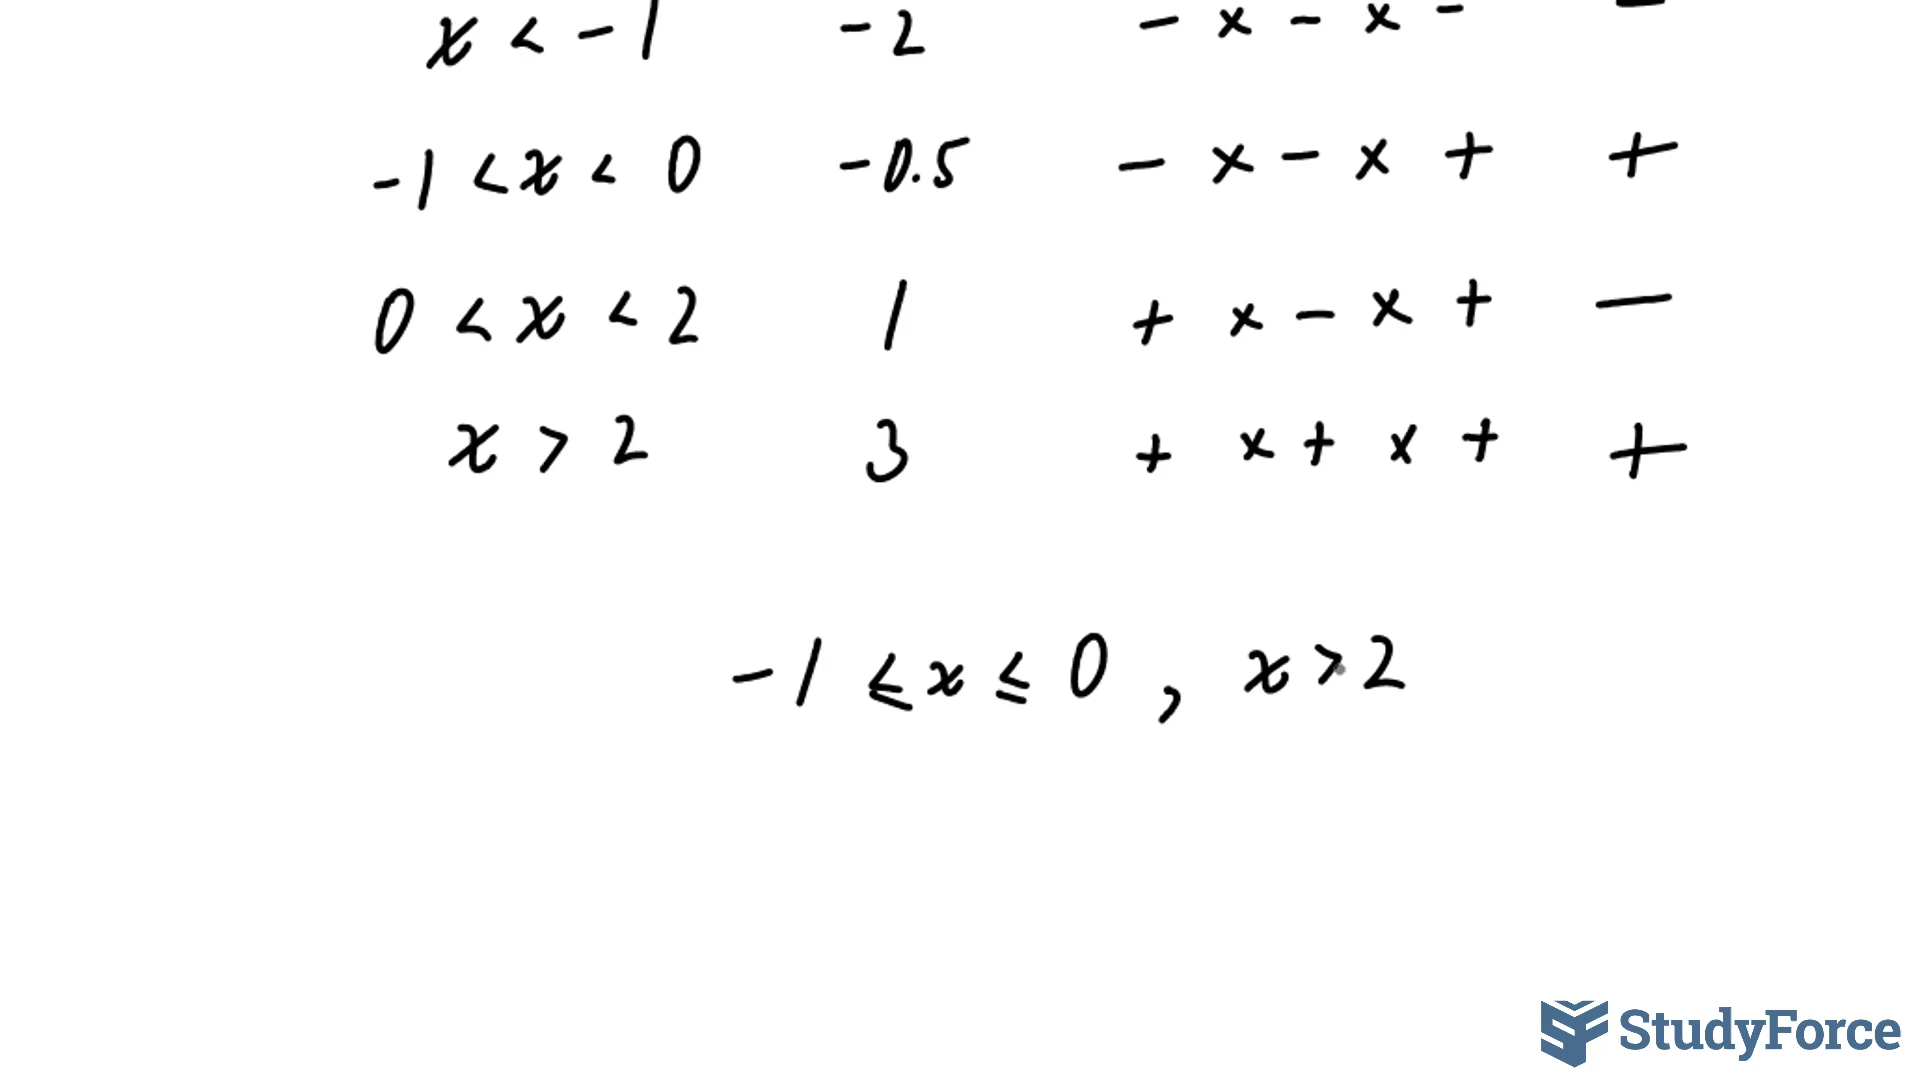 x < -1 -2 - x - x - -
-1 < x < 0 -0.5 - x - x + +
0 < x < 2 1 + x - x + -
x > 2 3 + x + x + +
-1 ≤ x ≤ 0 , x > 2
StudyForce